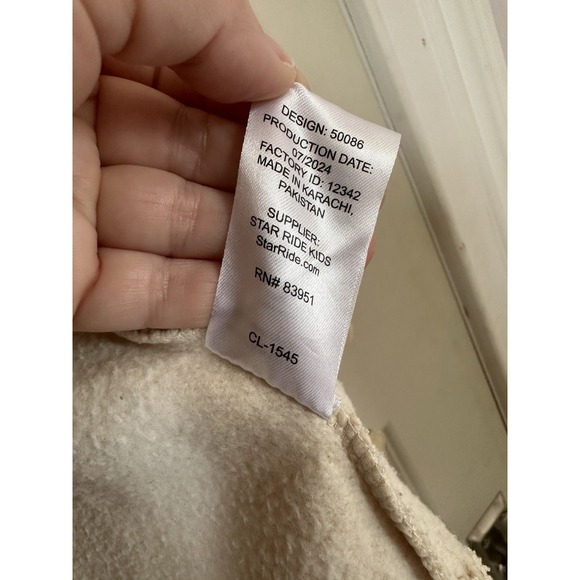 DESIGN: 50086
PRODUCTION DATE:
07/2024
FACTORY ID: 12342
MADE IN KARACHI,
PAKISTAN
SUPPLIER:
STAR RIDE KIDS
StarRide.com
RN# 83951
CL-1545